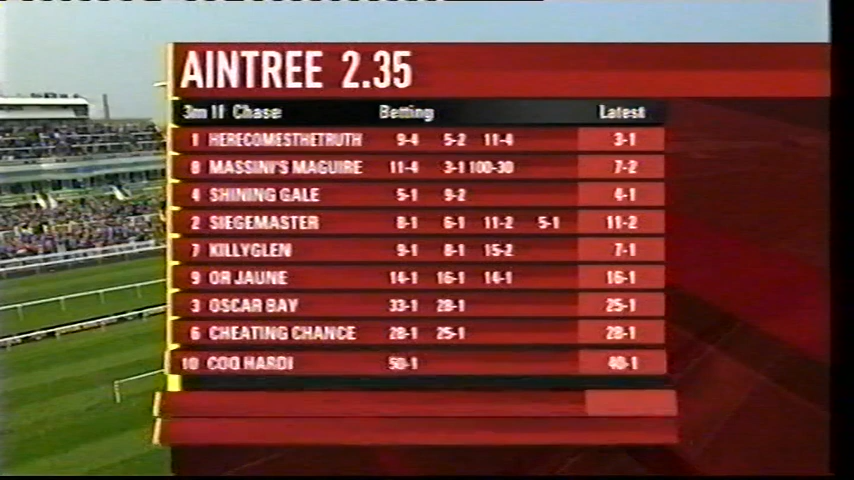 AINTREE 2.35
3m 1f Chase Betting Latest
1 HERECOMESTHETRUTH 9-4 5-2 11-4 3-1
8 MASSINI'S MAGUIRE 11-4 3-1 100-30 7-2
4 SHINING GALE 5-1 9-2 4-1
2 SIEGEMASTER 8-1 6-1 11-2 5-1 11-2
7 KILLYGLEN 9-1 8-1 15-2 7-1
9 OR JAUNE 14-1 16-1 14-1 16-1
3 OSCAR BAY 33-1 28-1 25-1
6 CHEATING CHANCE 28-1 25-1 28-1
10 COQ HARDI 50-1 40-1